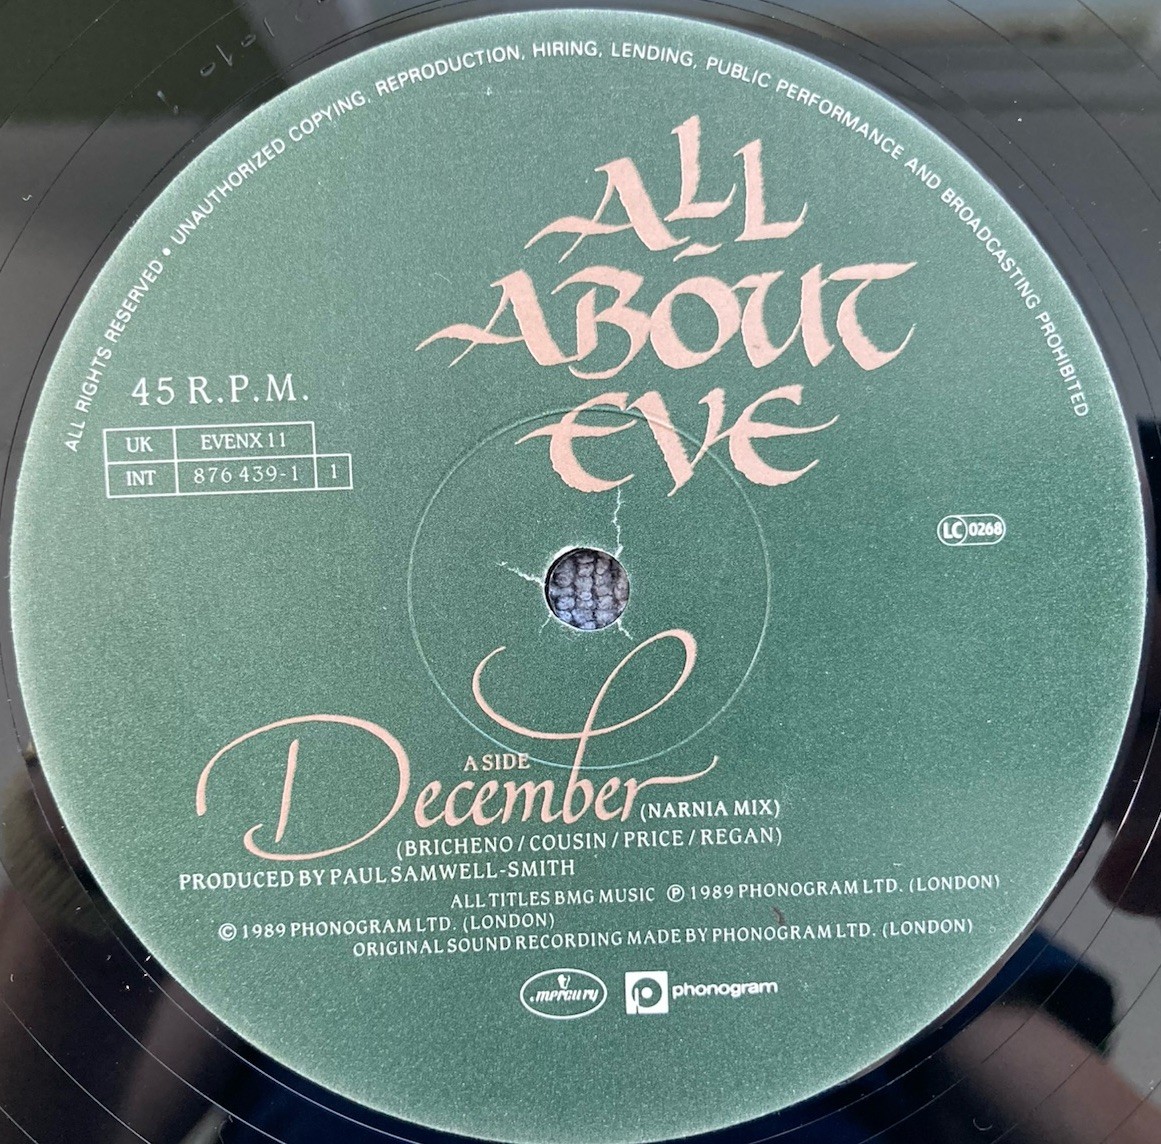 ALL RIGHTS RESERVED • UNAUTHORIZED COPYING, REPRODUCTION, HIRING, LENDING, PUBLIC PERFORMANCE AND BROADCASTING PROHIBITED
ALL
ABOUT
EVE
45 R.P.M.
UK EVENX 11
INT 876 439-1 1
LC 0268
A SIDE
December (NARNIA MIX)
(BRICHENO / COUSIN / PRICE / REGAN)
PRODUCED BY PAUL SAMWELL-SMITH
ALL TITLES BMG MUSIC ℗ 1989 PHONOGRAM LTD. (LONDON)
© 1989 PHONOGRAM LTD. (LONDON)
ORIGINAL SOUND RECORDING MADE BY PHONOGRAM LTD. (LONDON)
mercury phonogram